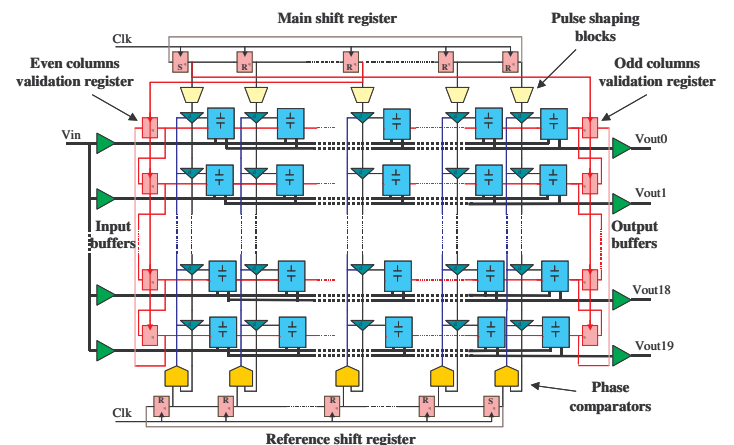 Main shift register
Pulse shaping
blocks
Clk
Even columns
validation register
Odd columns
validation register
S
R
R
R
R
Vin
Vout0
Vout1
Input
buffers
Output
buffers
Vout18
Vout19
Phase
comparators
R
R
R
R
S
Clk
Reference shift register